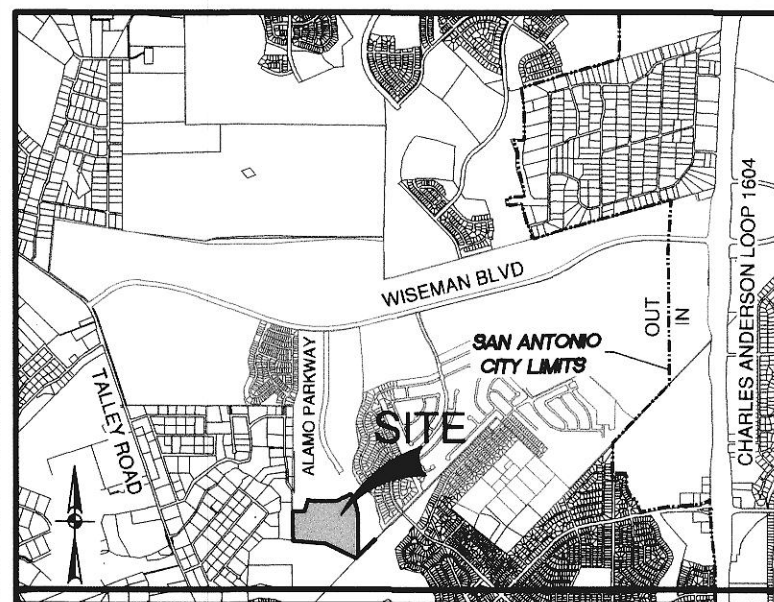 WISEMAN BLVD
CHARLES ANDERSON LOOP 1604
OUT
IN
SAN ANTONIO
CITY LIMITS
ALAMO PARKWAY
TALLEY ROAD
SITE